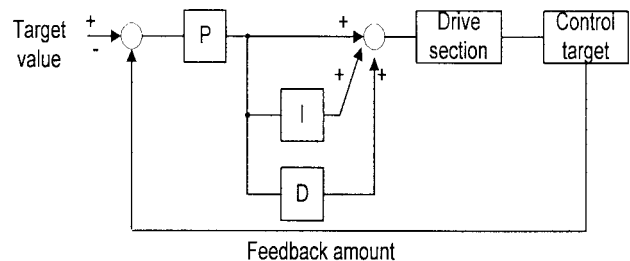 Target
value
+
-
P
+
+
+
I
D
Drive
section
Control
target
Feedback amount